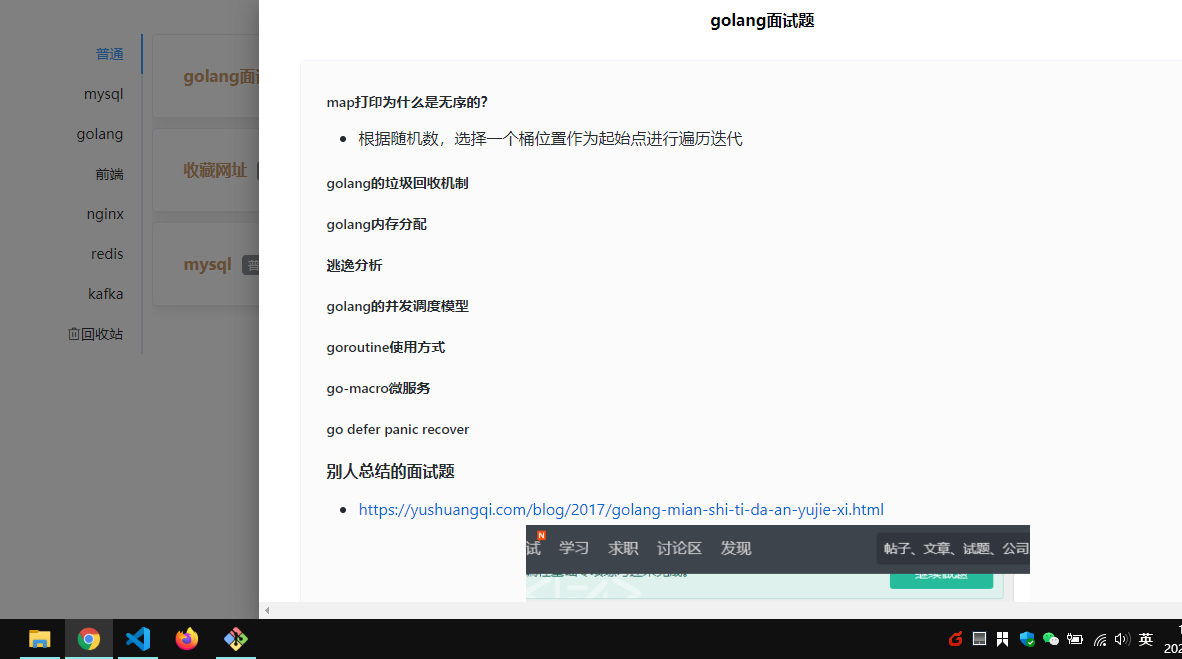 golang面试题
普通
mysql
golang
前端
nginx
redis
kafka
回收站
golang面
收藏网址
mysql 普
map打印为什么是无序的?
根据随机数，选择一个桶位置作为起始点进行遍历迭代
golang的垃圾回收机制
golang内存分配
逃逸分析
golang的并发调度模型
goroutine使用方式
go-macro微服务
go defer panic recover
别人总结的面试题
https://yushuangqi.com/blog/2017/golang-mian-shi-ti-da-an-yujie-xi.html
试 N 学习 求职 讨论区 发现 帖子、文章、试题、公司
继续做题
英